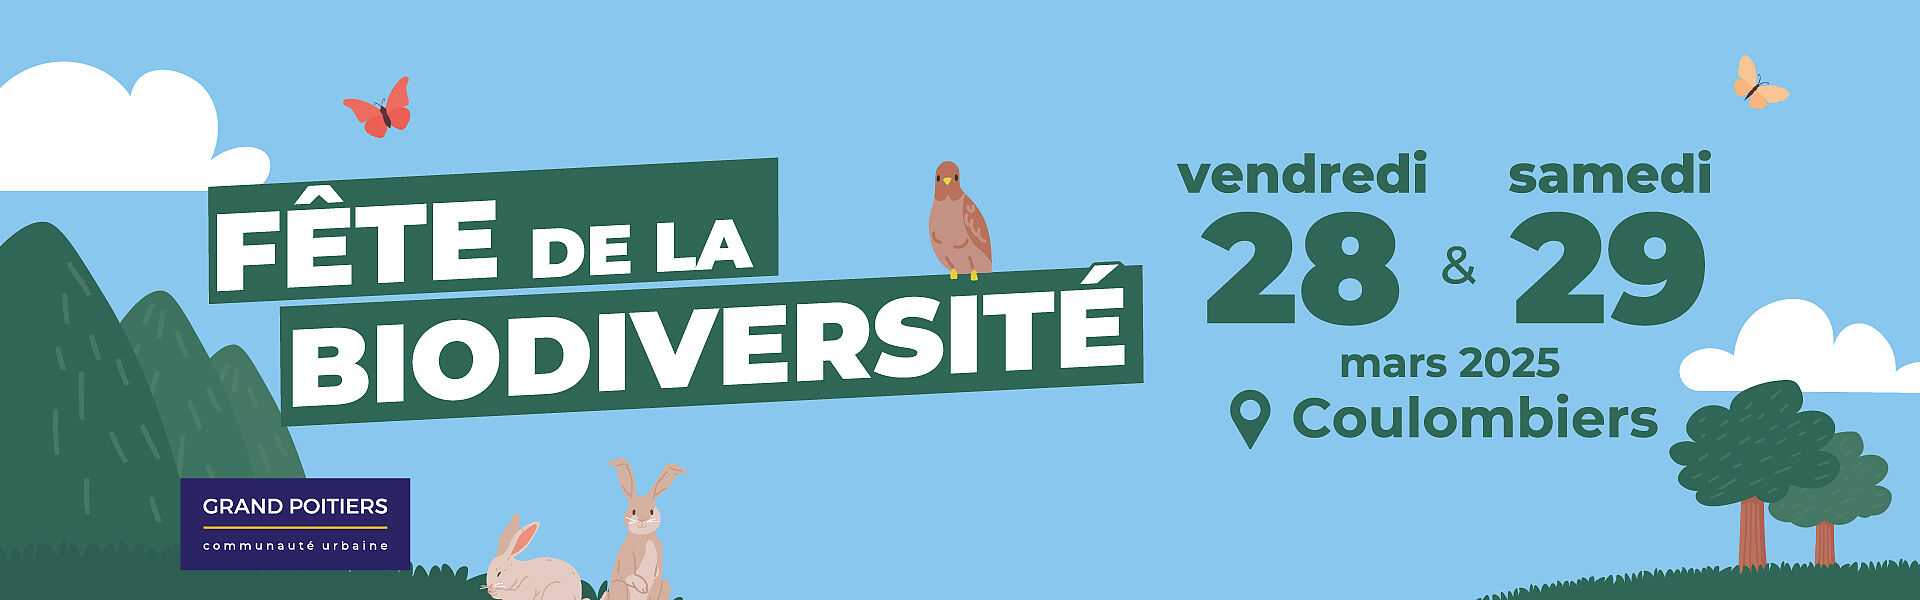 FÊTE DE LA
BIODIVERSITÉ
vendredi samedi
28 & 29
mars 2025
Coulombiers
GRAND POITIERS
communauté urbaine